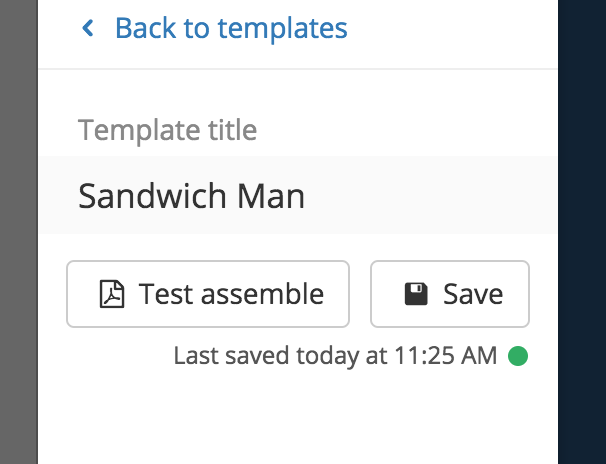 Back to templates
Template title
Sandwich Man
Test assemble Save
Last saved today at 11:25 AM